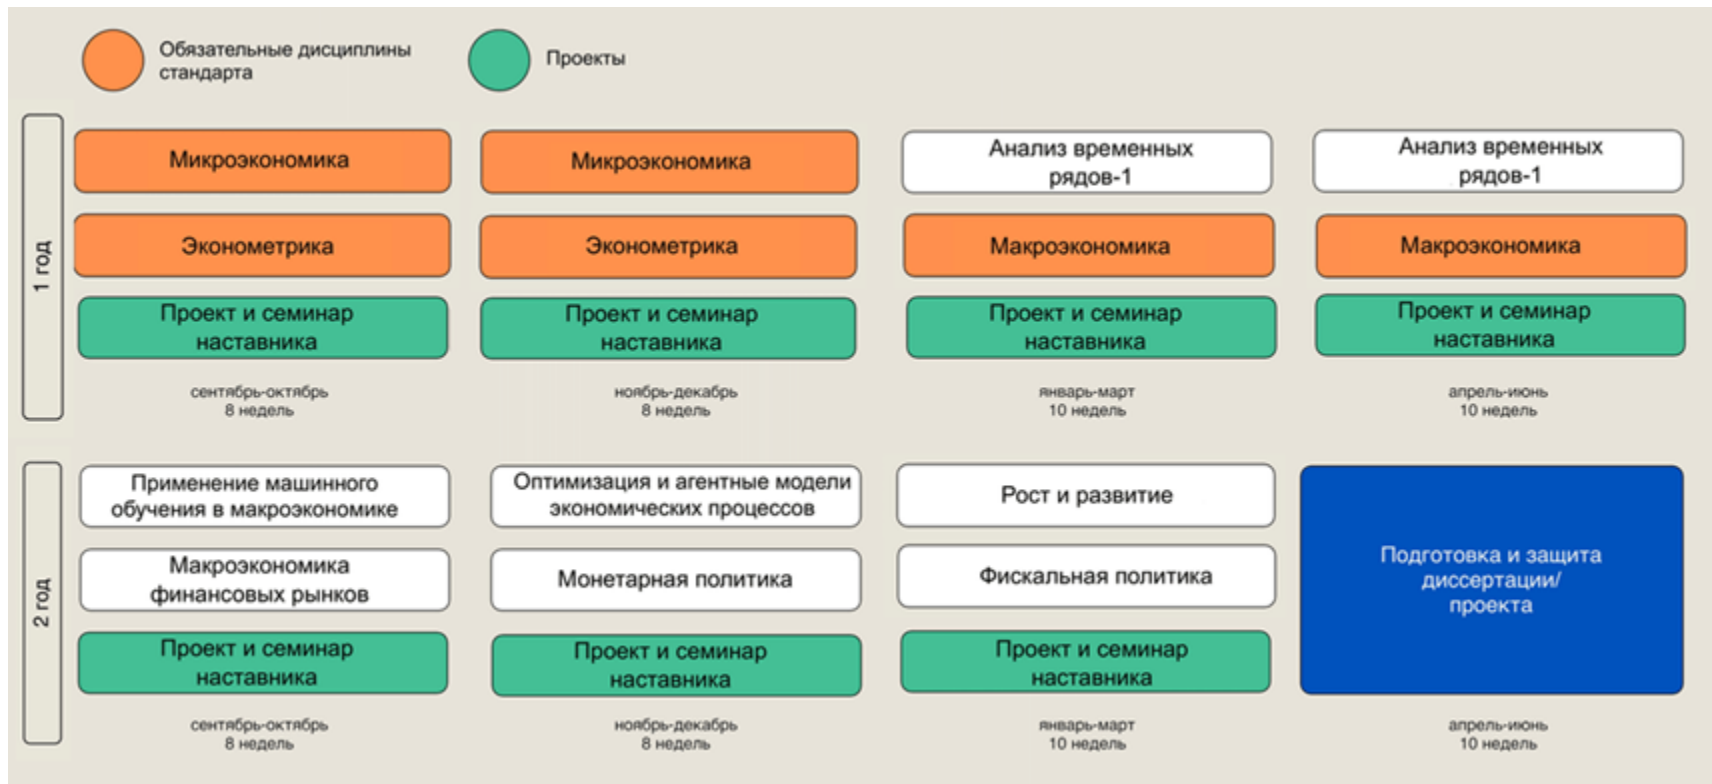 Обязательные дисциплины
стандарта
Проекты
1 год
Микроэкономика
Микроэкономика
Анализ временных
рядов-1
Анализ временных
рядов-1
Эконометрика
Эконометрика
Макроэкономика
Макроэкономика
Проект и семинар
наставника
Проект и семинар
наставника
Проект и семинар
наставника
Проект и семинар
наставника
сентябрь-октябрь
8 недель
ноябрь-декабрь
8 недель
январь-март
10 недель
апрель-июнь
10 недель
2 год
Применение машинного
обучения в макроэкономике
Оптимизация и агентные модели
экономических процессов
Рост и развитие
Подготовка и защита
диссертации/
проекта
Макроэкономика
финансовых рынков
Монетарная политика
Фискальная политика
Проект и семинар
наставника
Проект и семинар
наставника
Проект и семинар
наставника
сентябрь-октябрь
8 недель
ноябрь-декабрь
8 недель
январь-март
10 недель
апрель-июнь
10 недель